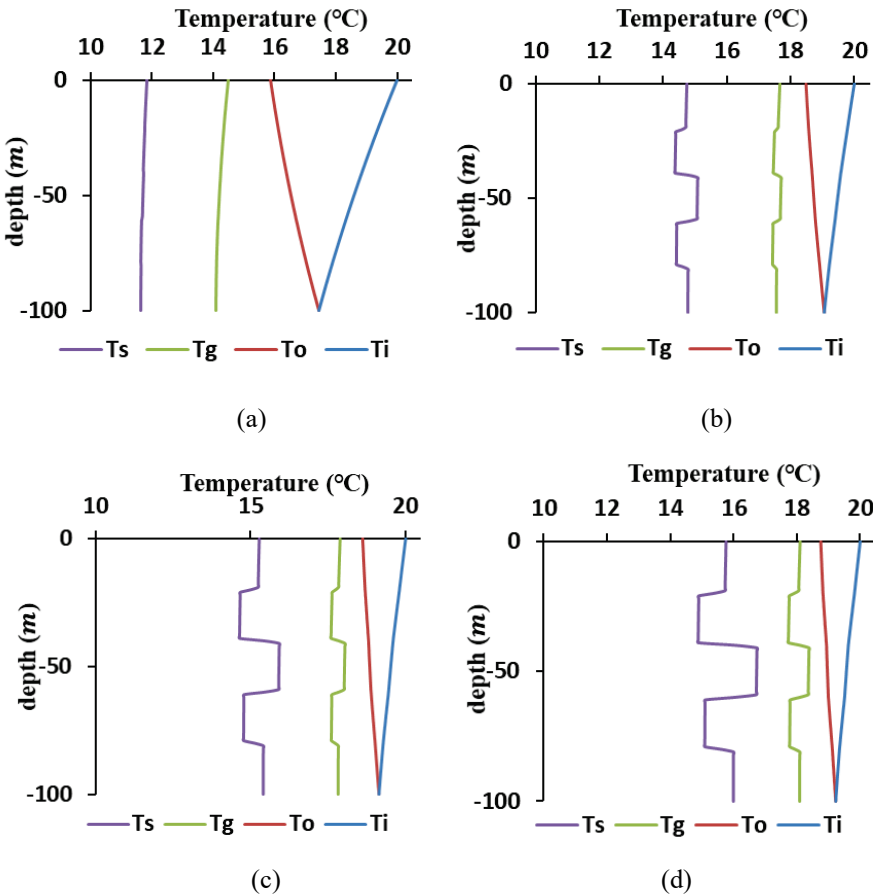 Temperature (℃)
10 12 14 16 18 20
0
-50
-100
depth (m)
Ts Tg To Ti
(a)
Temperature (℃)
10 12 14 16 18 20
0
-50
-100
depth (m)
Ts Tg To Ti
(b)
Temperature (℃)
10 15 20
0
-50
-100
depth (m)
Ts Tg To Ti
(c)
Temperature (℃)
10 12 14 16 18 20
0
-50
-100
depth (m)
Ts Tg To Ti
(d)